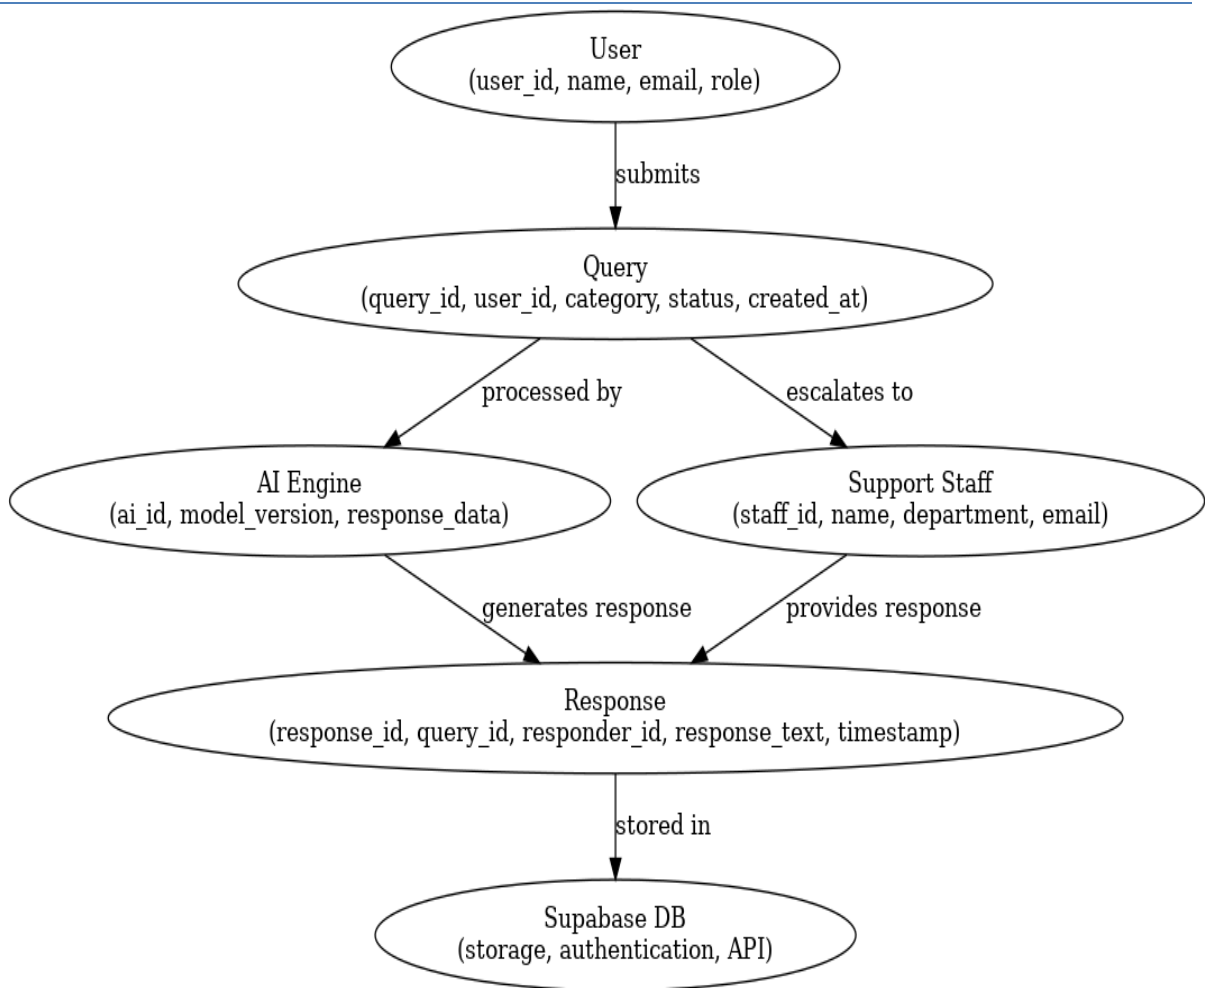 User
(user_id, name, email, role)
submits
Query
(query_id, user_id, category, status, created_at)
processed by
escalates to
AI Engine
(ai_id, model_version, response_data)
Support Staff
(staff_id, name, department, email)
generates response
provides response
Response
(response_id, query_id, responder_id, response_text, timestamp)
stored in
Supabase DB
(storage, authentication, API)